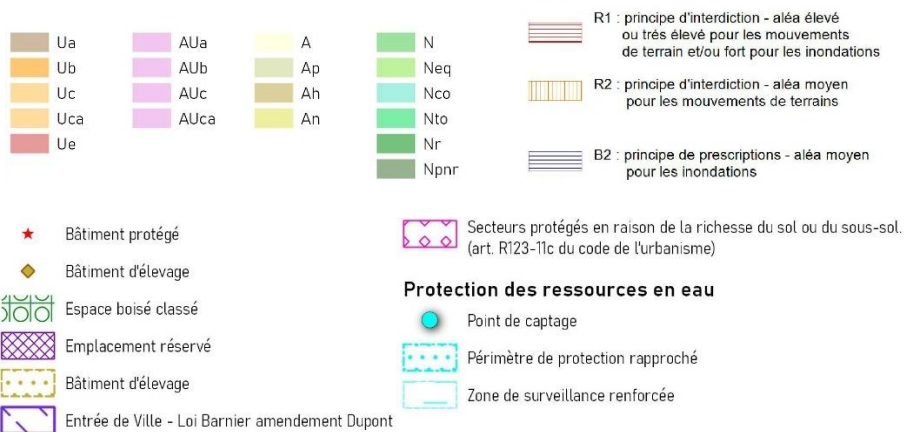 Ua
Ub
Uc
Uca
Ue
AUa
AUb
AUc
AUca
A
Ap
Ah
An
N
Neq
Nco
Nto
Nr
Npnr
R1 : principe d'interdiction - aléa élevé
ou trés élevé pour les mouvements
de terrain et/ou fort pour les inondations
R2 : principe d'interdiction - aléa moyen
pour les mouvements de terrains
B2 : principe de prescriptions - aléa moyen
pour les inondations
Bâtiment protégé
Bâtiment d'élevage
Espace boisé classé
Emplacement réservé
Bâtiment d'élevage
Entrée de Ville - Loi Barnier amendement Dupont
Secteurs protégés en raison de la richesse du sol ou du sous-sol.
(art. R123-11c du code de l'urbanisme)
Protection des ressources en eau
Point de captage
Périmètre de protection rapproché
Zone de surveillance renforcée